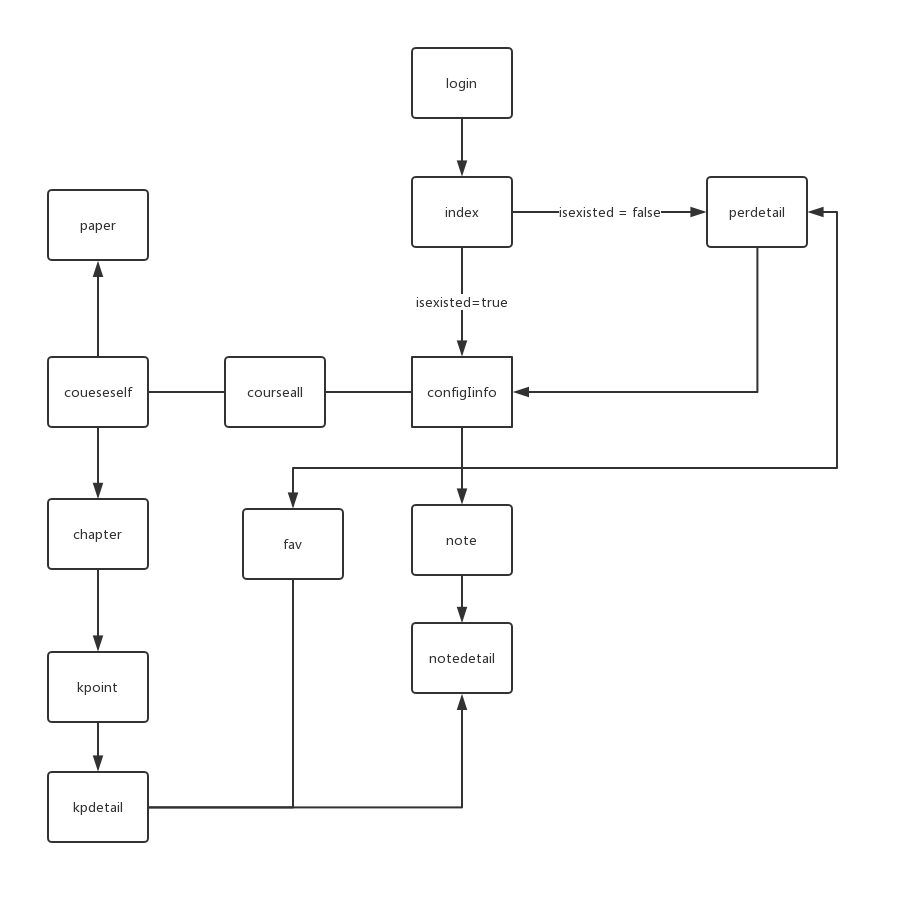 login
index
isexisted = false
perdetail
paper
isexisted=true
coueseself
courseall
configIinfo
chapter
fav
note
notedetail
kpoint
kpdetail